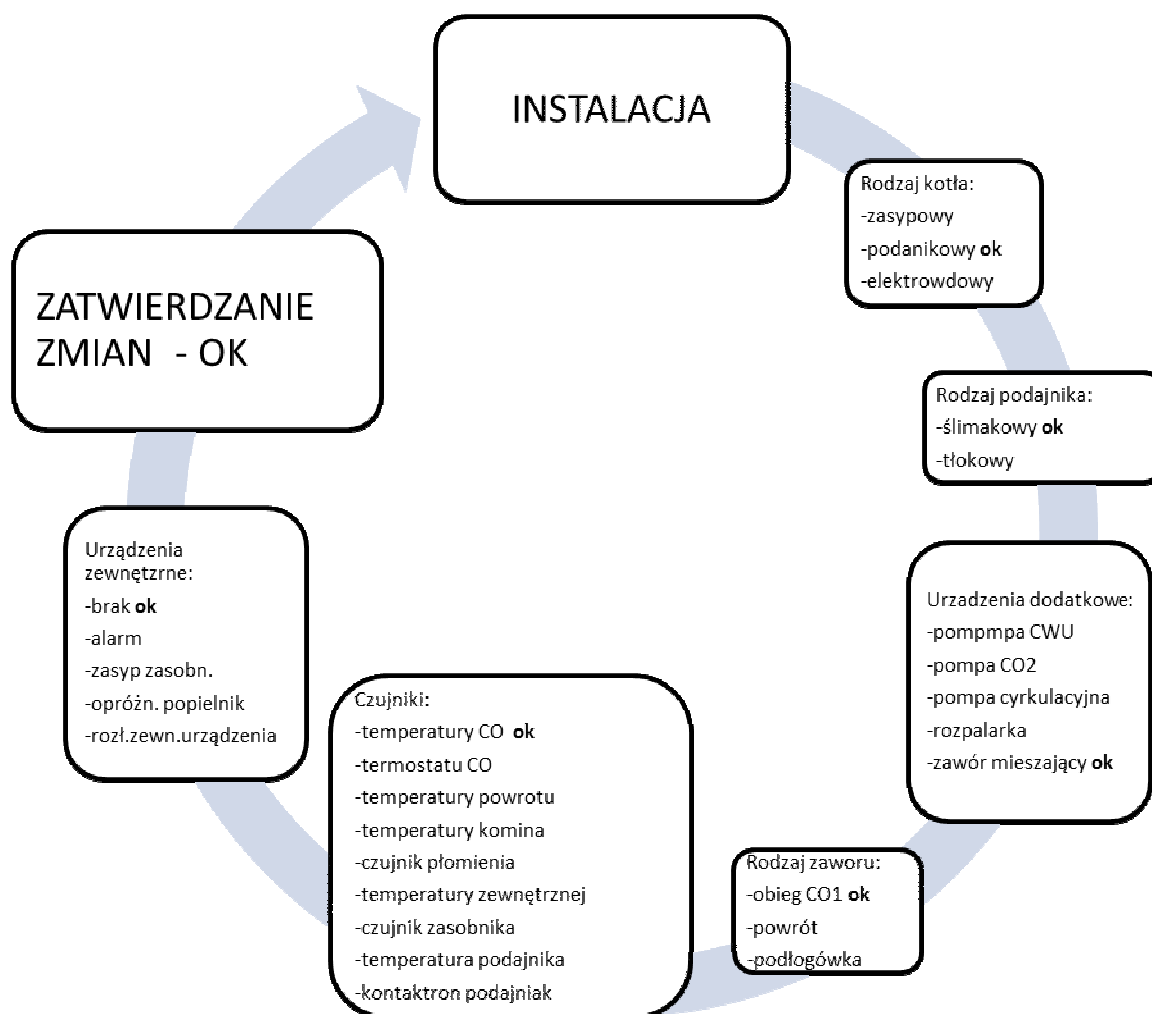 INSTALACJA
Rodzaj kotła:
-zasypowy
-podanikowy ok
-elektrowdowy
Rodzaj podajnika:
-ślimakowy ok
-tłokowy
Urzadzenia dodatkowe:
-pompmpa CWU
-pompa CO2
-pompa cyrkulacyjna
-rozpalarka
-zawór mieszający ok
Rodzaj zaworu:
-obieg CO1 ok
-powrót
-podłogówka
Czujniki:
-temperatury CO ok
-termostatu CO
-temperatury powrotu
-temperatury komina
-czujnik płomienia
-temperatury zewnętrznej
-czujnik zasobnika
-temperatura podajnika
-kontaktron podajniak
Urządzenia
zewnętzrne:
-brak ok
-alarm
-zasyp zasobn.
-opróżn. popielnik
-rozł.zewn.urządzenia
ZATWIERDZANIE
ZMIAN - OK